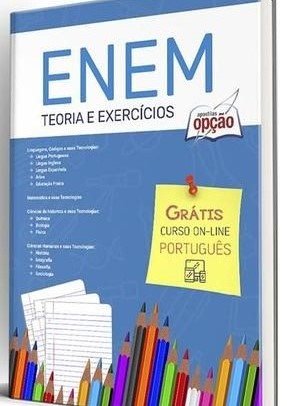 ENEM
TEORIA E EXERCÍCIOS
apostilas
opção
Linguagens, Códigos e suas Tecnologias:
Língua Portuguesa
Língua Inglesa
Língua Espanhola
Artes
Educação Física
Matemática e suas Tecnologias
Ciências da Natureza e suas Tecnologias:
Química
Biologia
Física
Ciências Humanas e suas Tecnologias:
História
Geografia
Filosofia
Sociologia
GRÁTIS
CURSO ON-LINE
PORTUGUÊS